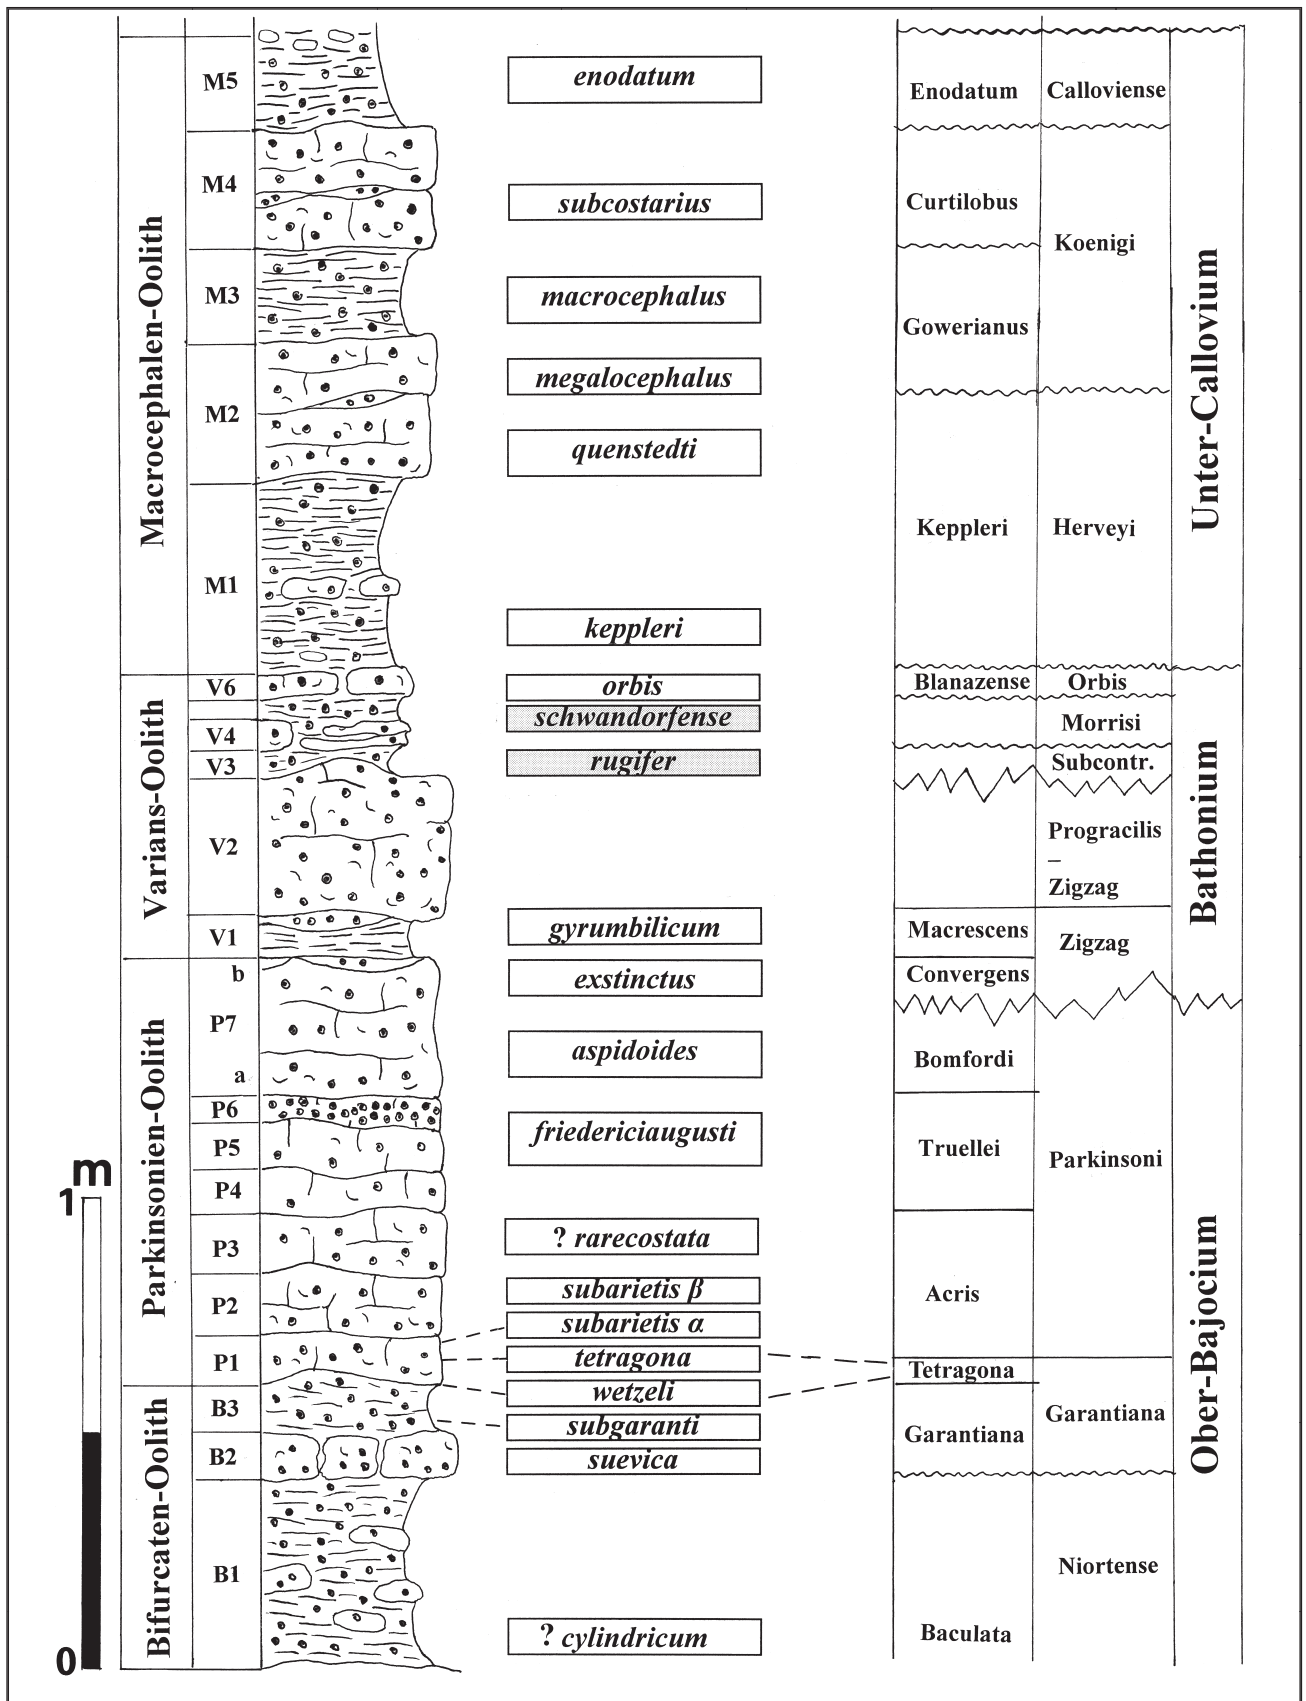 Macrocephalen-Oolith
Varians-Oolith
Parkinsonien-Oolith
Bifurcaten-Oolith
m
1
0
M5
M4
M3
M2
M1
V6
V4
V3
V2
V1
b
P7
a
P6
P5
P4
P3
P2
P1
B3
B2
B1
enodatum
subcostarius
macrocephalus
megalocephalus
quenstedti
keppleri
orbis
schwandorfense
rugifer
gyrumbilicum
exstinctus
aspidoides
friedericiaugusti
? rarecostata
subarietis β
subarietis α
tetragona
wetzeli
subgaranti
suevica
? cylindricum
Enodatum
Curtilobus
Gowerianus
Keppleri
Blanazense
Macrescens
Convergens
Bomfordi
Truellei
Acris
Tetragona
Garantiana
Baculata
Calloviense
Koenigi
Herveyi
Orbis
Morrisi
Subcontr.
Progracilis
–
Zigzag
Zigzag
Parkinsoni
Garantiana
Niortense
Unter-Callovium
Bathonium
Ober-Bajocium